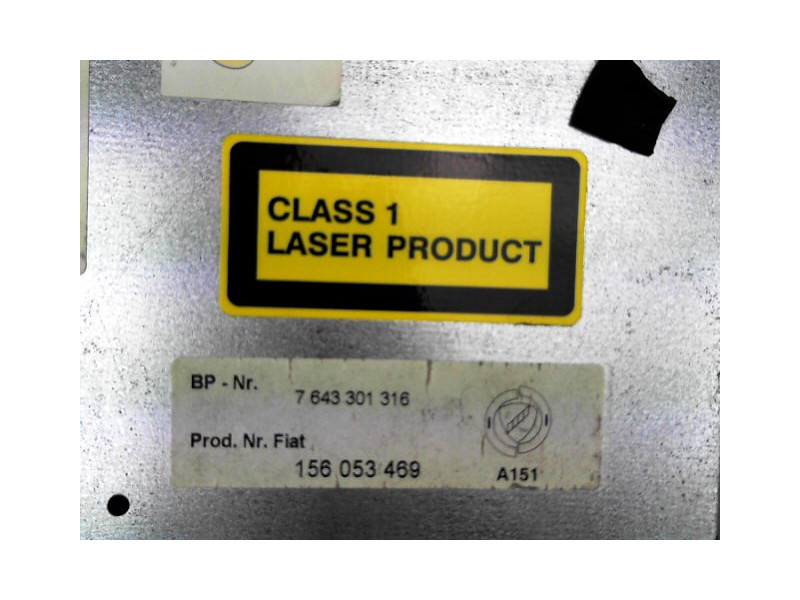 CLASS 1
LASER PRODUCT
BP - Nr. 7 643 301 316
Prod. Nr. Fiat
156 053 469
A151